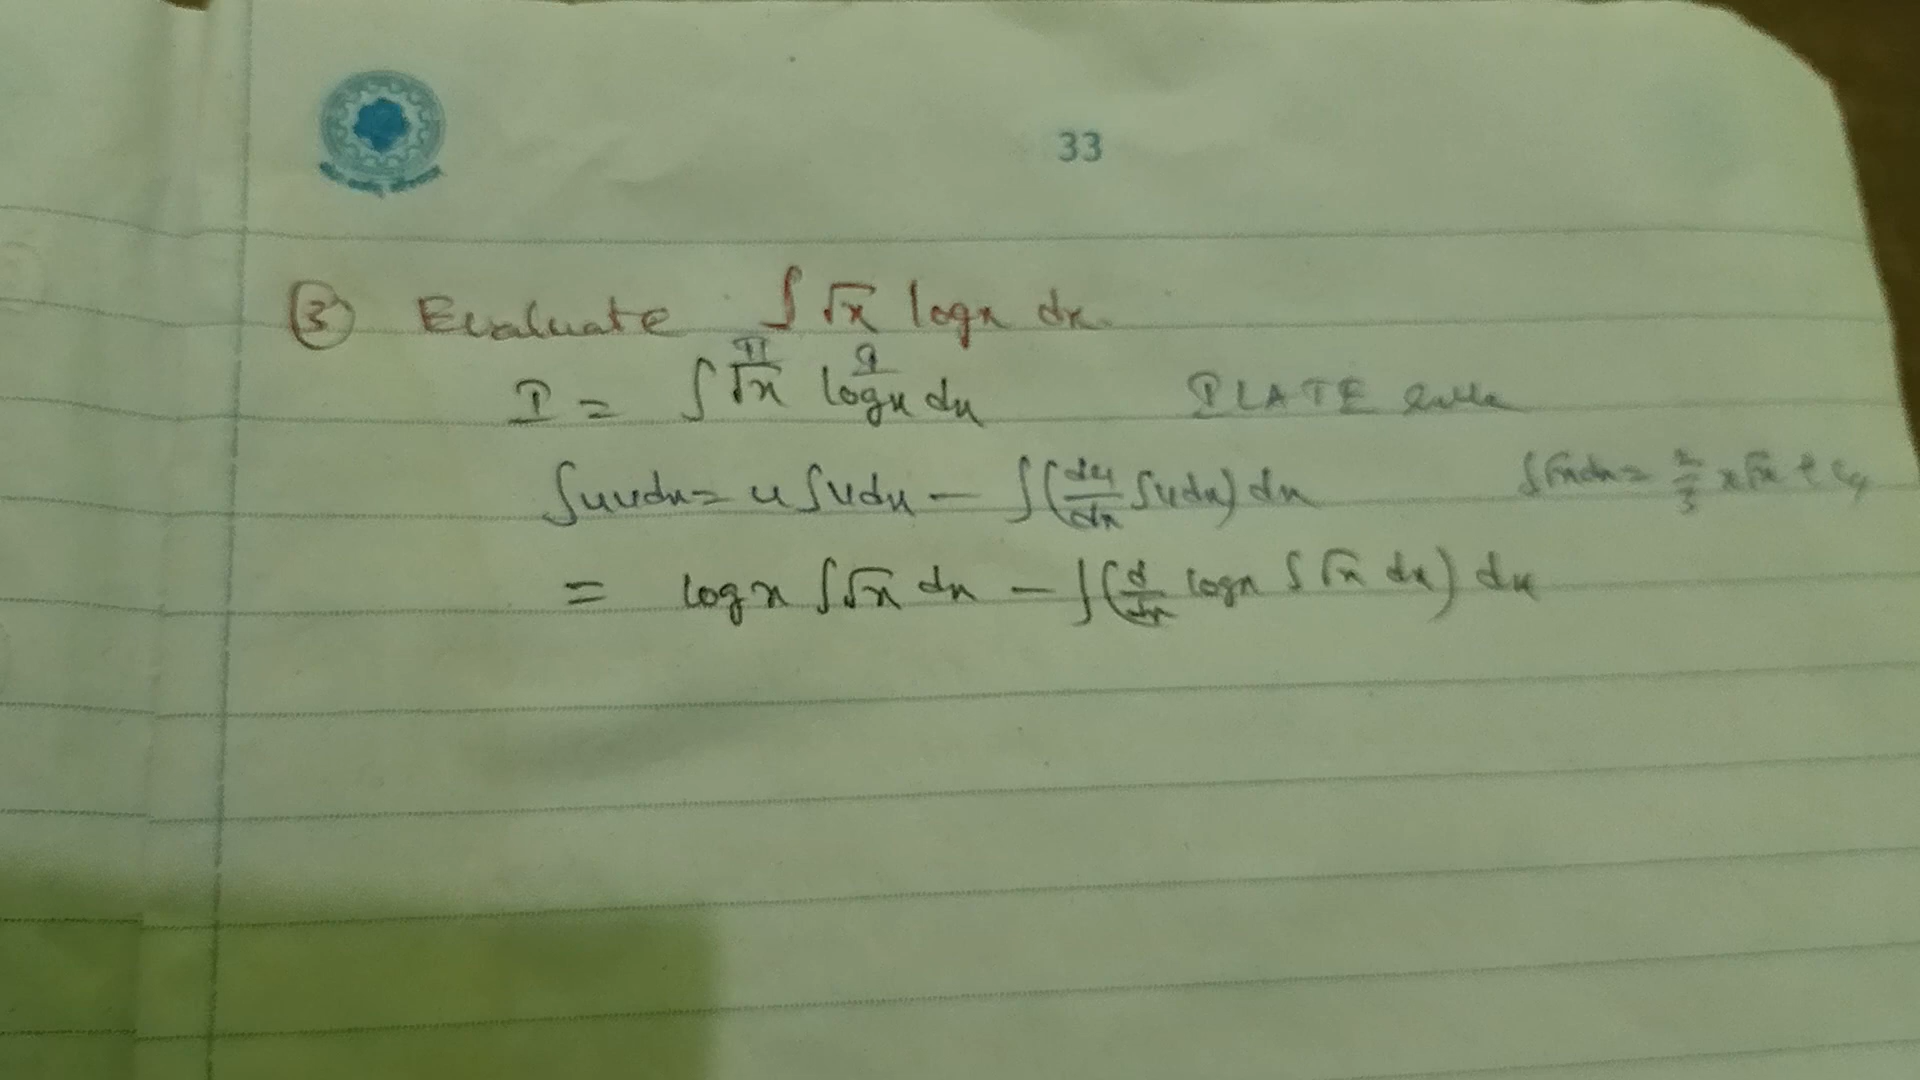 33
③ Evaluate ∫ √x logx dx.
I = ∫ √x logx dx
II I
ILATE rule
∫uvdx = u ∫vdx − ∫(du/dx ∫vdx) dx
∫√x dx = 2/3 x√x + c,
= logx ∫√x dx − ∫(d/dx logx ∫√x dx) dx